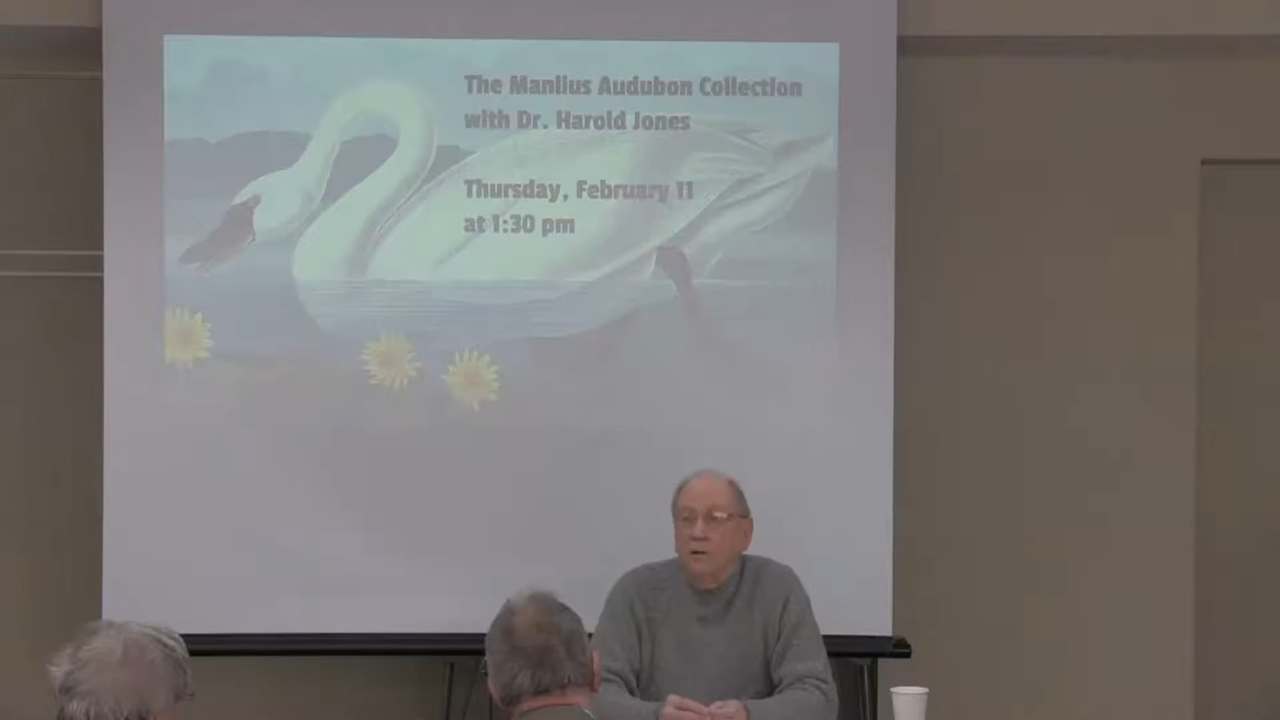 The Manlius Audubon Collection
with Dr. Harold Jones
Thursday, February 11
at 1:30 pm